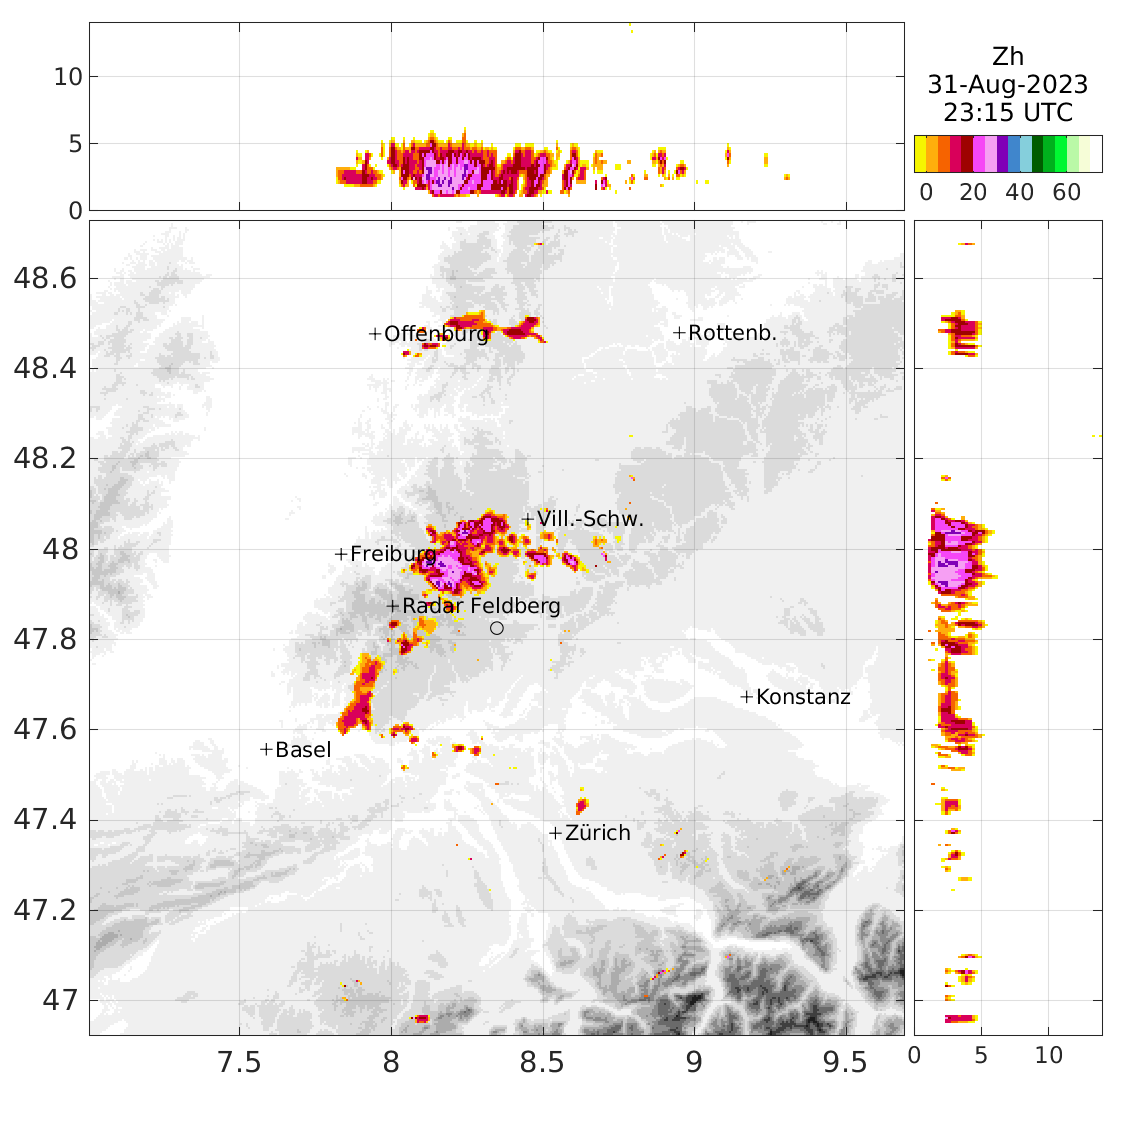 Zh
31-Aug-2023
23:15 UTC
0 20 40 60
10
5
0
48.6
48.4
48.2
48
47.8
47.6
47.4
47.2
47
+Offenburg
+Rottenb.
+Vill.-Schw.
+Freiburg
+Radar Feldberg
+Konstanz
+Basel
+Zürich
7.5 8 8.5 9 9.5
0 5 10